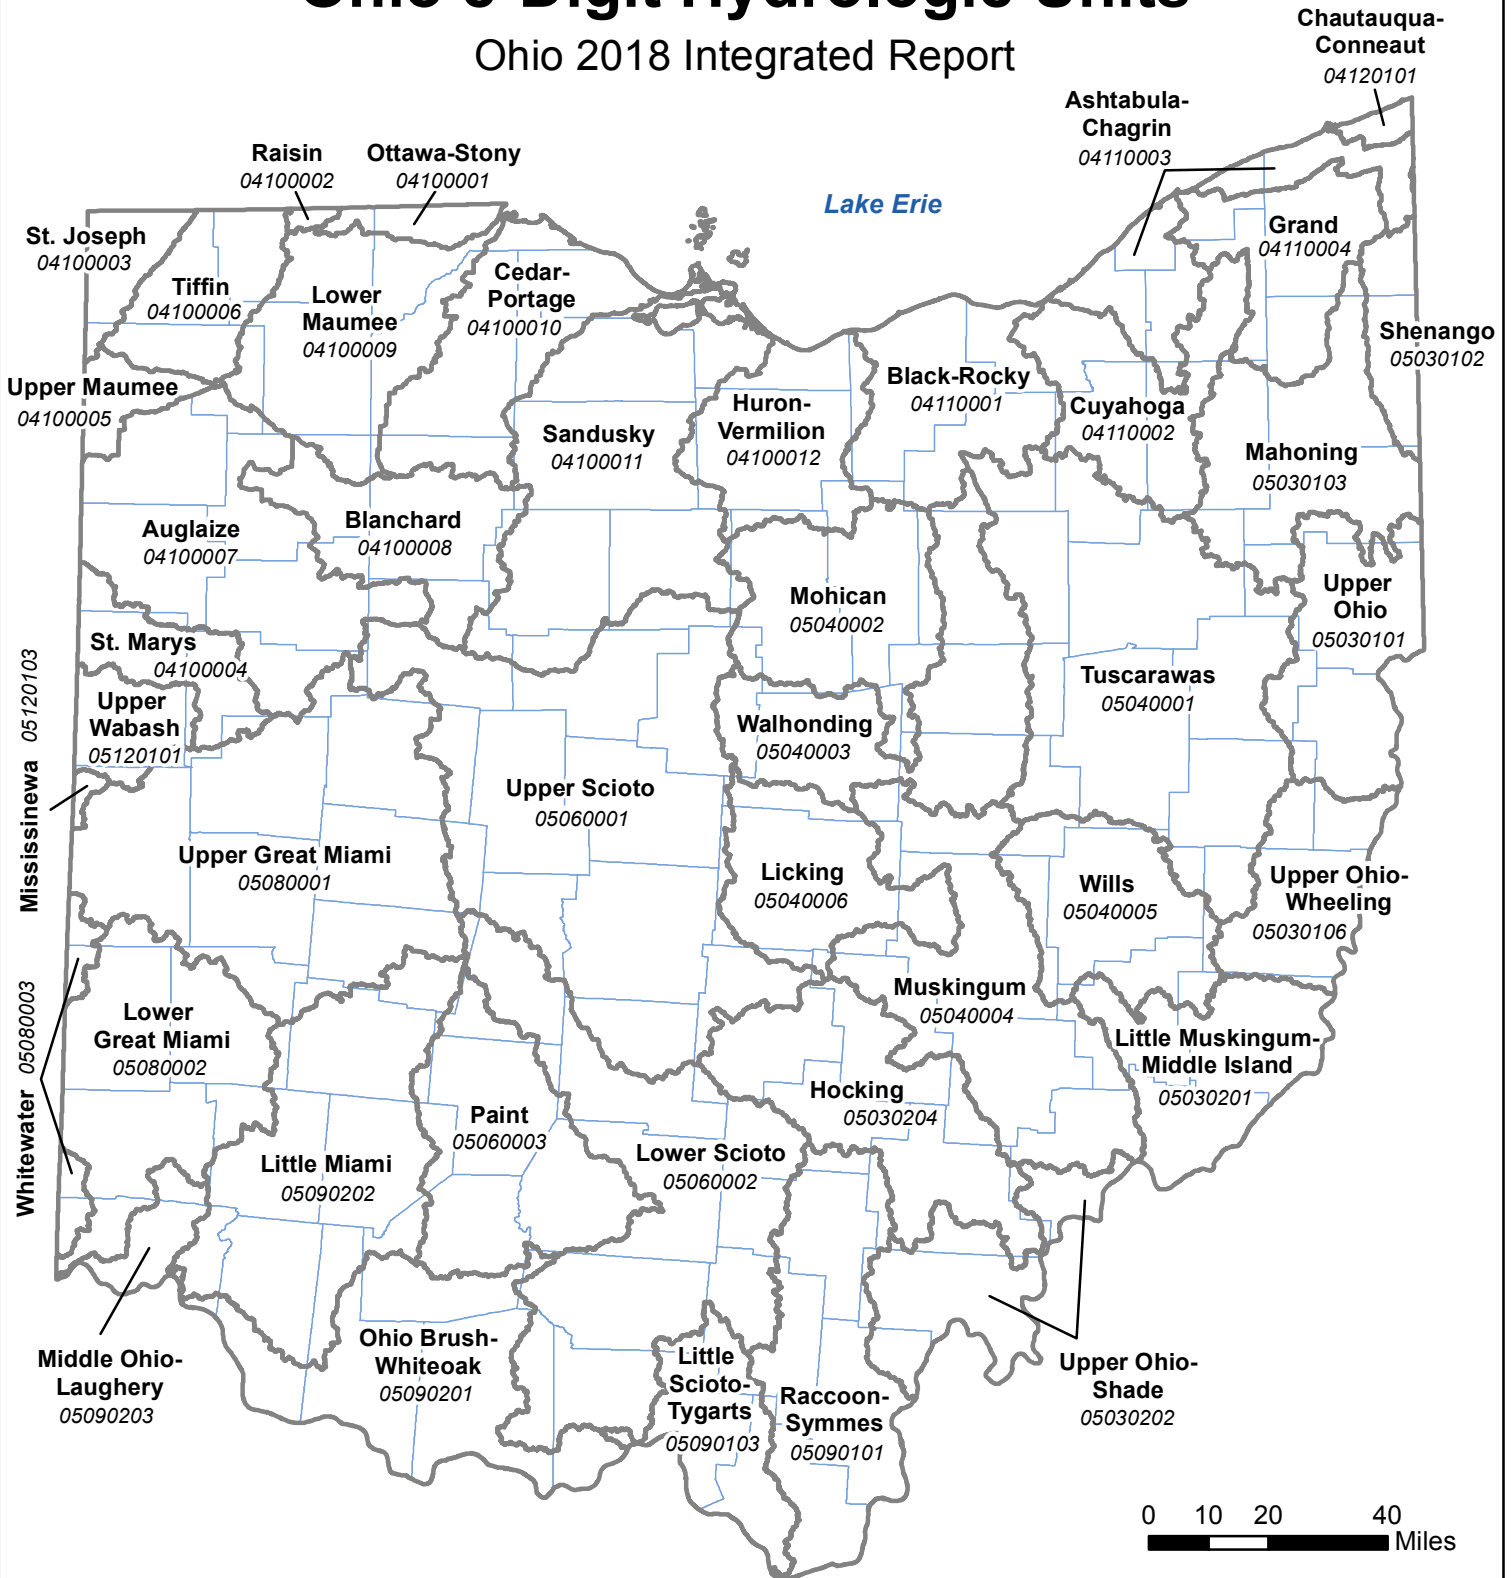 Ohio 2018 Integrated Report
Chautauqua-
Conneaut
04120101
Ashtabula-
Chagrin
04110003
Raisin
04100002
Ottawa-Stony
04100001
Lake Erie
St. Joseph
04100003
Tiffin
04100006
Lower
Maumee
04100009
Cedar-
Portage
04100010
Grand
04110004
Shenango
05030102
Upper Maumee
04100005
Black-Rocky
04110001
Huron-
Vermilion
04100012
Cuyahoga
04110002
Sandusky
04100011
Mahoning
05030103
Auglaize
04100007
Blanchard
04100008
Mohican
05040002
Upper
Ohio
05030101
St. Marys
04100004
Tuscarawas
05040001
Upper
Wabash
05120101
Mississinewa 05120103
Walhonding
05040003
Upper Scioto
05060001
Upper Great Miami
05080001
Licking
05040006
Wills
05040005
Upper Ohio-
Wheeling
05030106
Muskingum
05040004
Lower
Great Miami
05080002
Whitewater 05080003
Little Muskingum-
Middle Island
05030201
Hocking
05030204
Paint
05060003
Lower Scioto
05060002
Little Miami
05090202
Middle Ohio-
Laughery
05090203
Ohio Brush-
Whiteoak
05090201
Little
Scioto-
Tygarts
05090103
Raccoon-
Symmes
05090101
Upper Ohio-
Shade
05030202
0 10 20 40
Miles